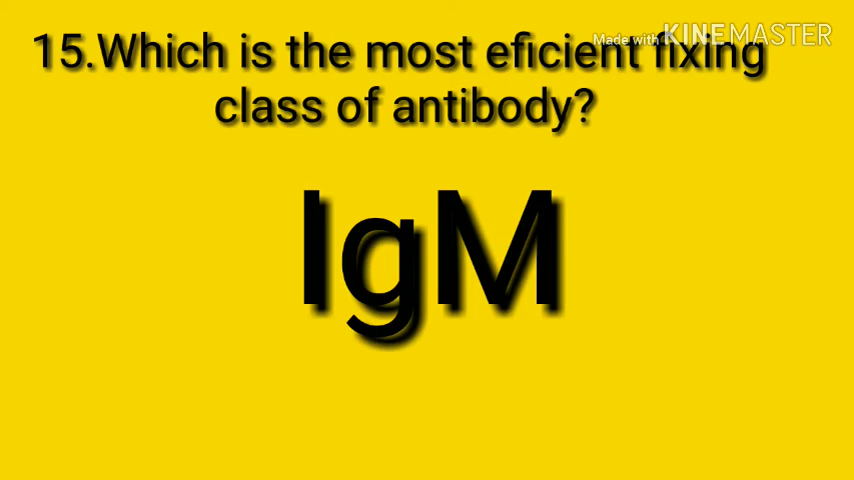 Made with KINEMASTER
15.Which is the most eficient fixing
class of antibody?
IgM